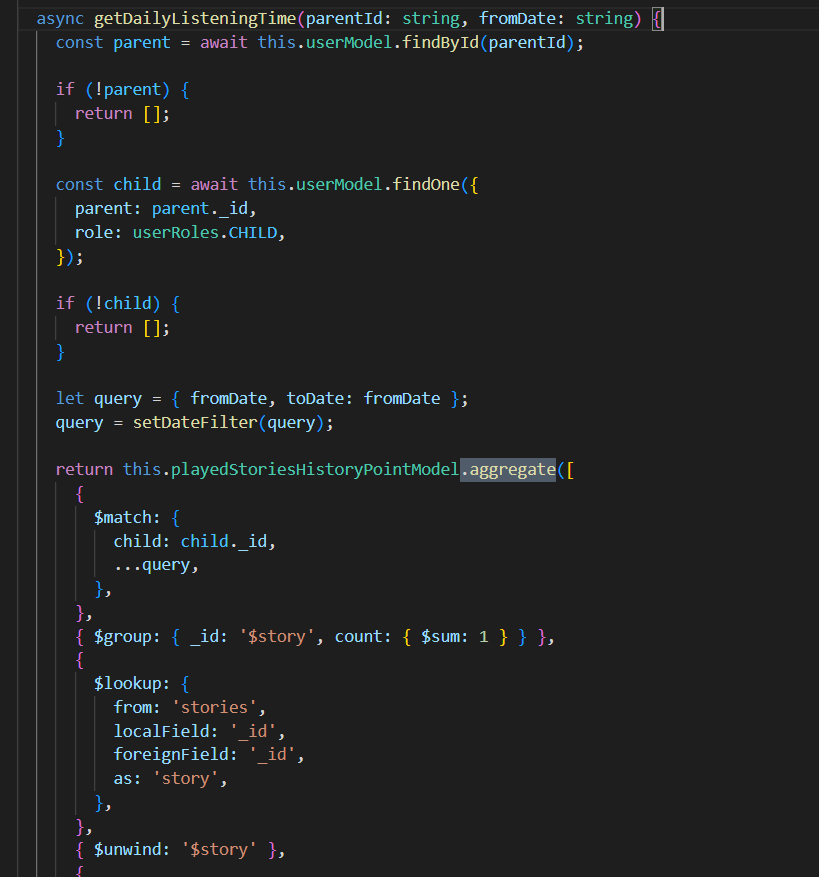 async getDailyListeningTime(parentId: string, fromDate: string) {
const parent = await this.userModel.findById(parentId);
if (!parent) {
return [];
}
const child = await this.userModel.findOne({
parent: parent._id,
role: userRoles.CHILD,
});
if (!child) {
return [];
}
let query = { fromDate, toDate: fromDate };
query = setDateFilter(query);
return this.playedStoriesHistoryPointModel.aggregate([
{
$match: {
child: child._id,
...query,
},
},
{ $group: { _id: '$story', count: { $sum: 1 } } },
{
$lookup: {
from: 'stories',
localField: '_id',
foreignField: '_id',
as: 'story',
},
},
{ $unwind: '$story' },
{